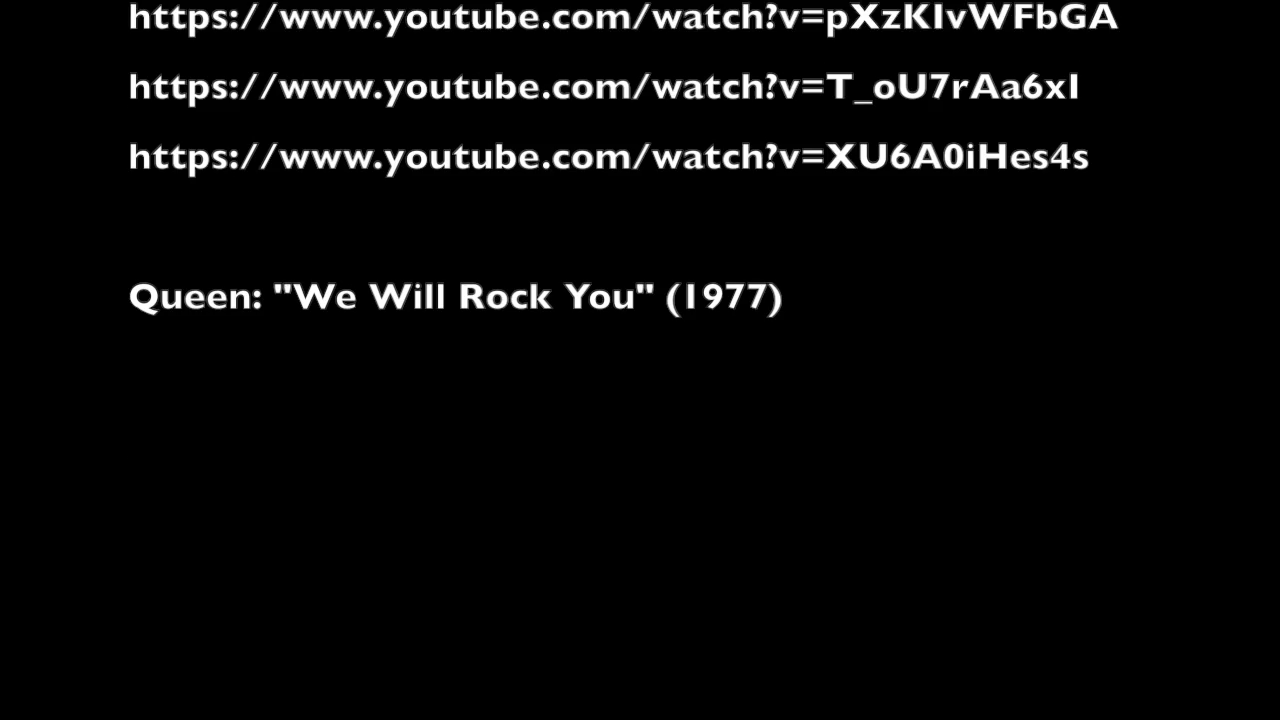 https://www.youtube.com/watch?v=pXzKIvWFbGA
https://www.youtube.com/watch?v=T_oU7rAa6xI
https://www.youtube.com/watch?v=XU6A0iHes4s
Queen: "We Will Rock You" (1977)